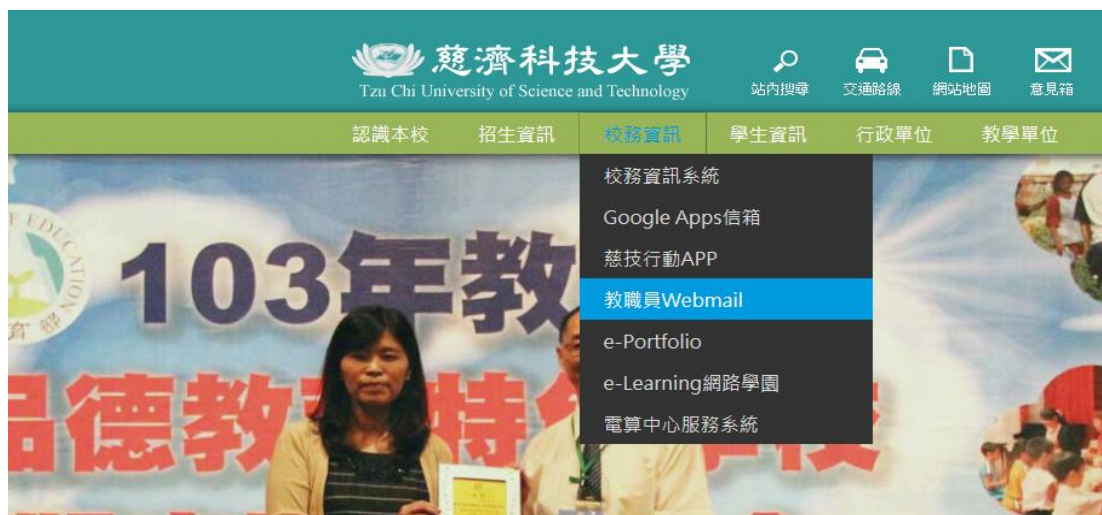 慈濟科技大學
Tzu Chi University of Science and Technology
站內搜尋 交通路線 網站地圖 意見箱
認識本校 招生資訊 校務資訊 學生資訊 行政單位 教學單位
校務資訊系統
Google Apps信箱
慈技行動APP
教職員Webmail
e-Portfolio
e-Learning網路學園
電算中心服務系統
103年教
品德教